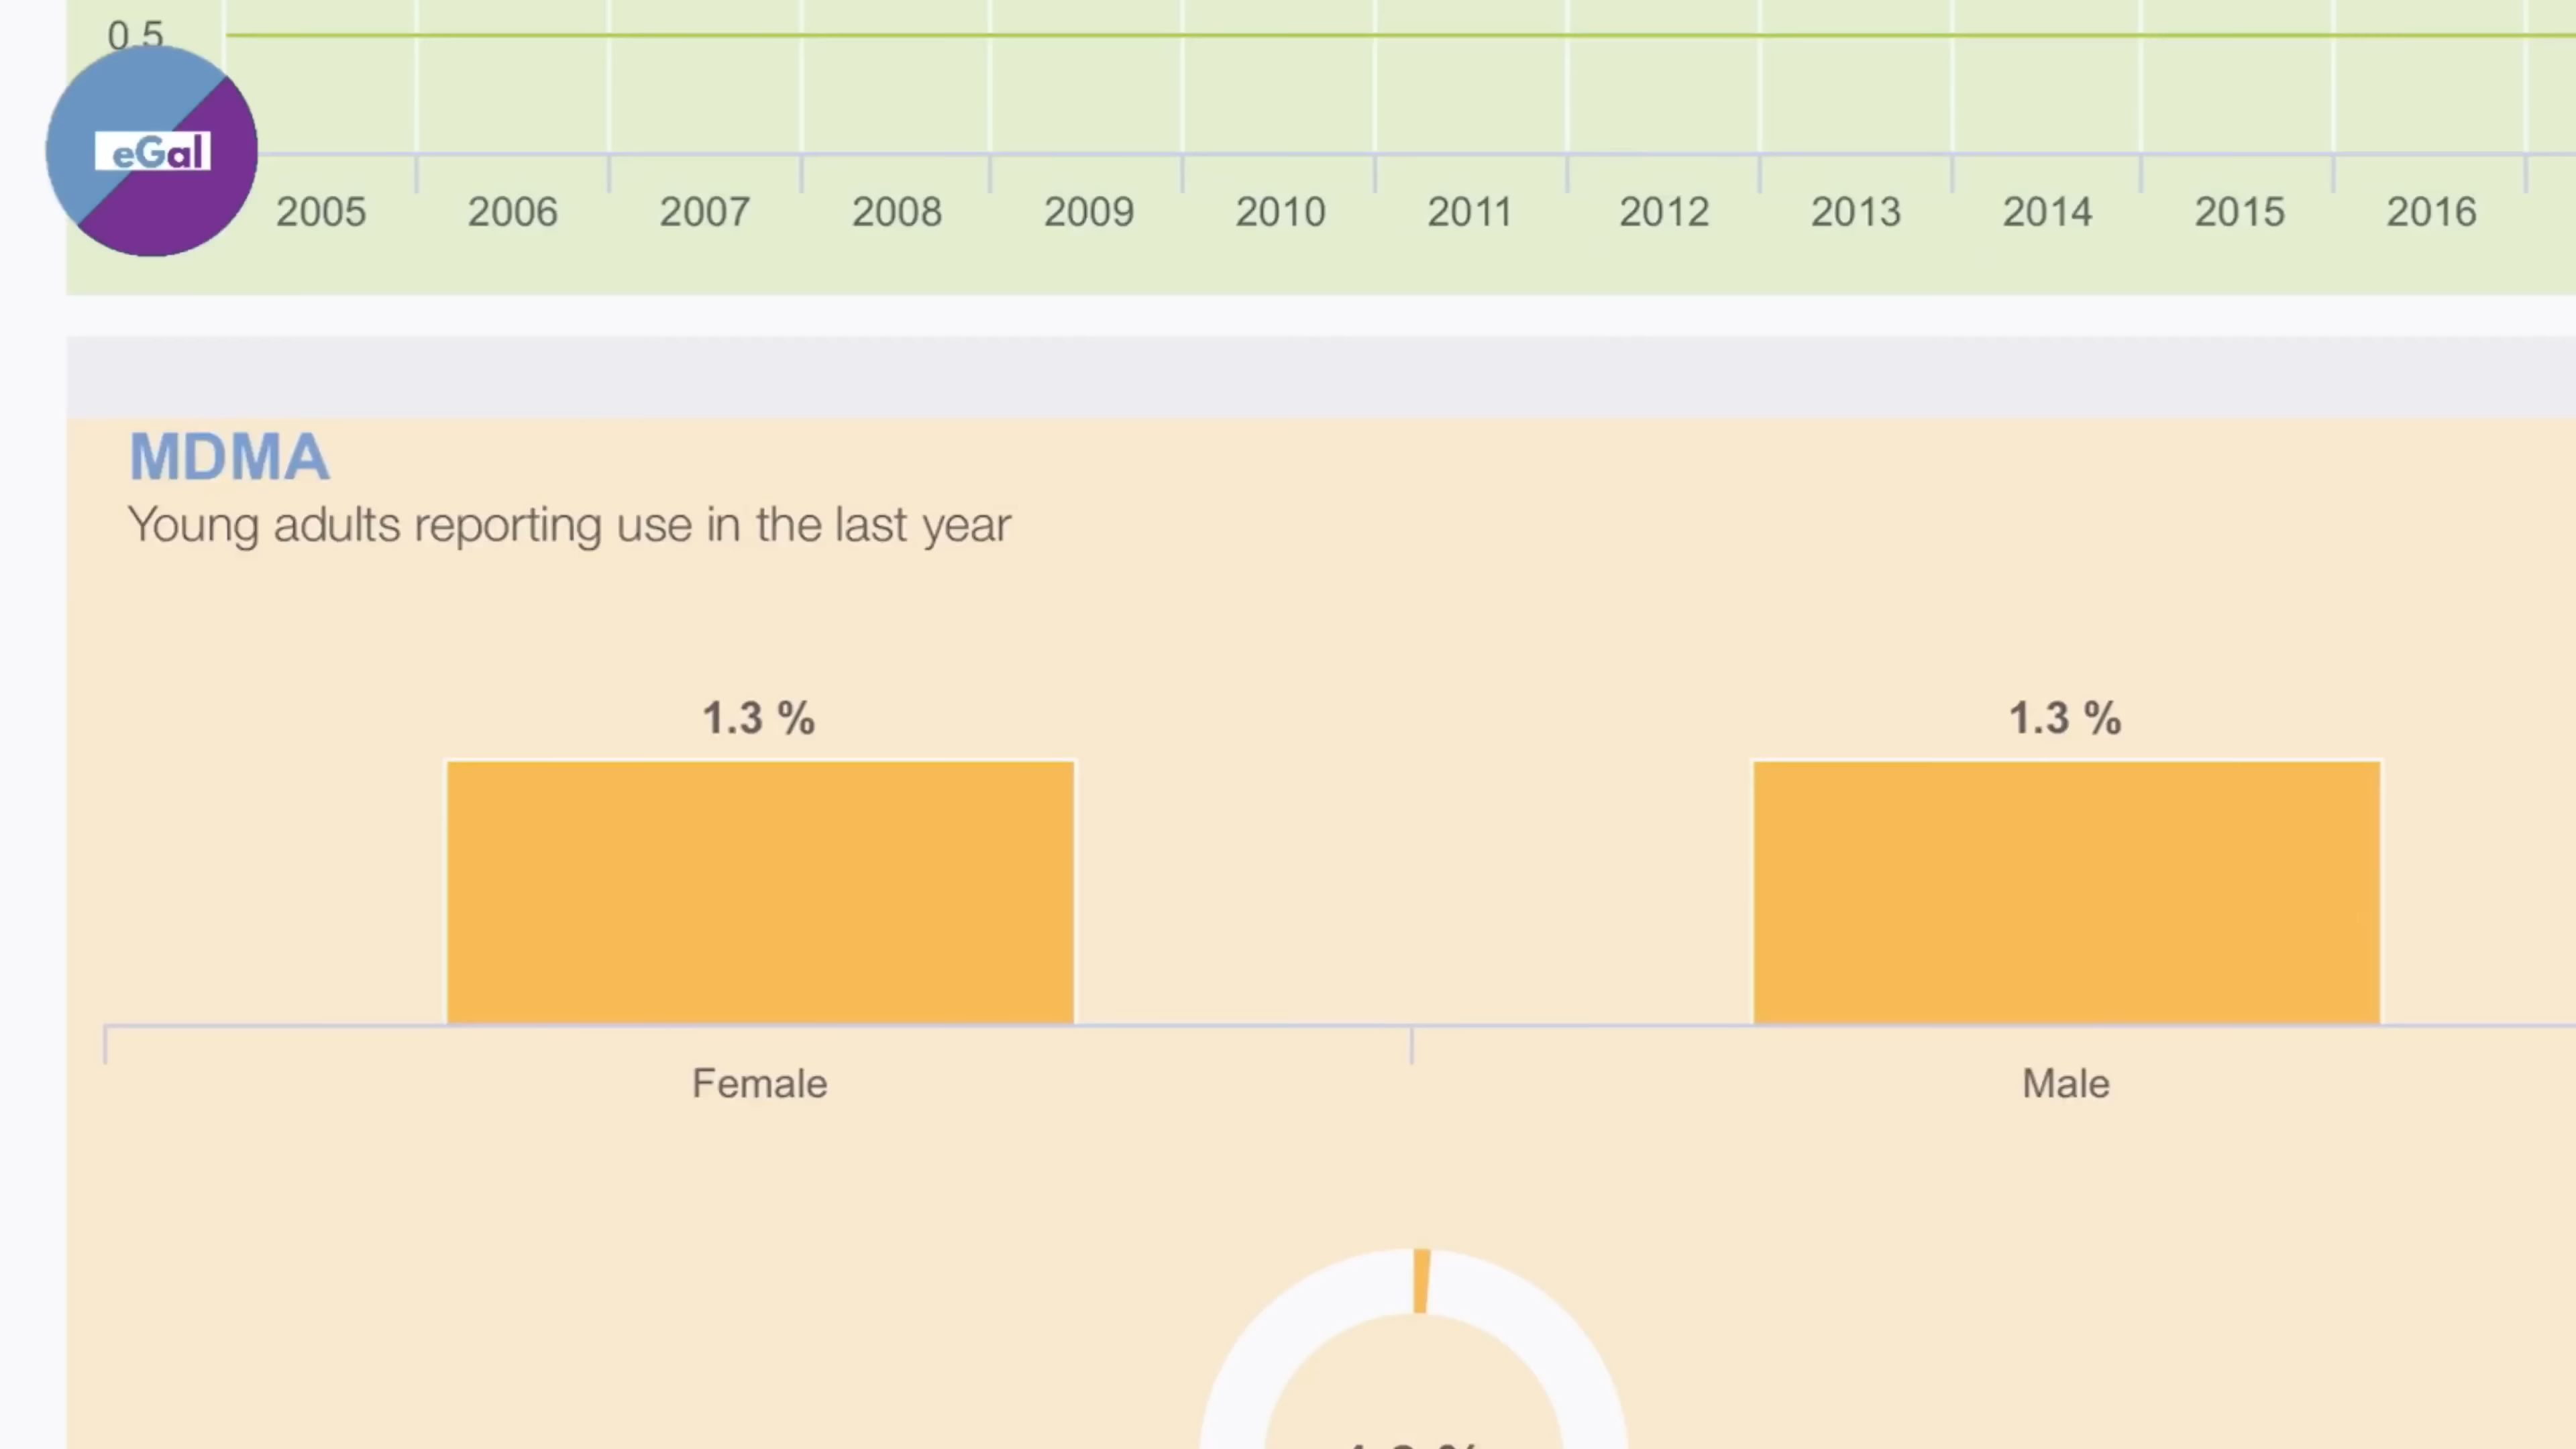 0.5
eGal
2005 2006 2007 2008 2009 2010 2011 2012 2013 2014 2015 2016
MDMA
Young adults reporting use in the last year
1.3 % 1.3 %
Female Male